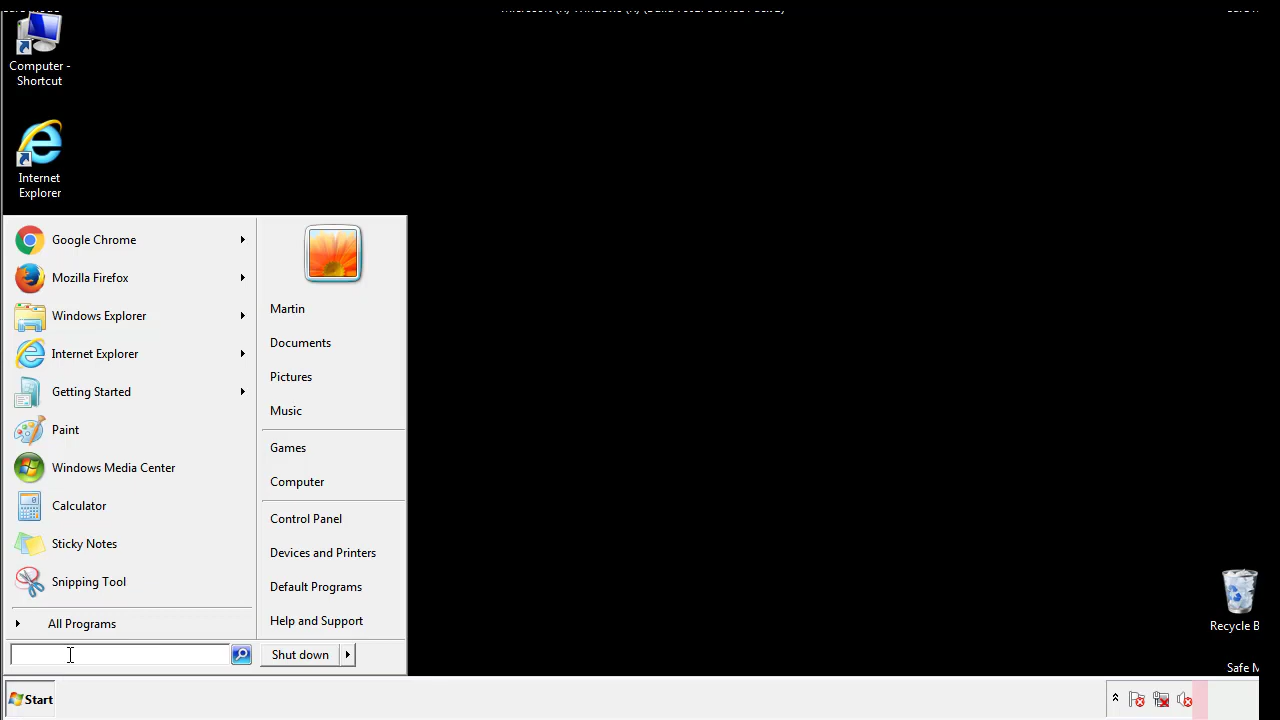 Computer -
Shortcut
Internet
Explorer
Google Chrome
Mozilla Firefox
Windows Explorer
Internet Explorer
Getting Started
Paint
Windows Media Center
Calculator
Sticky Notes
Snipping Tool
All Programs
Martin
Documents
Pictures
Music
Games
Computer
Control Panel
Devices and Printers
Default Programs
Help and Support
Shut down
Recycle B
Safe M
Start